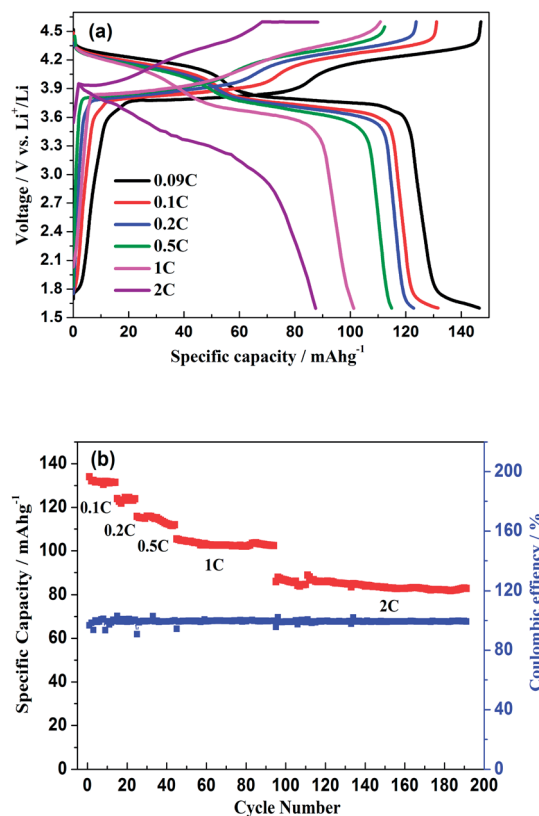 (a)
Voltage / V vs. Li⁺/Li
4.5
4.2
3.9
3.6
3.3
3.0
2.7
2.4
2.1
1.8
1.5
0.09C
0.1C
0.2C
0.5C
1C
2C
0 20 40 60 80 100 120 140
Specific capacity / mAhg⁻¹
(b)
Specific Capacity / mAhg⁻¹
140
120
100
80
60
40
20
0
0.1C
0.2C
0.5C
1C
2C
200
160
120
80
40
0
Coulombic effiency / %
0 20 40 60 80 100 120 140 160 180 200
Cycle Number